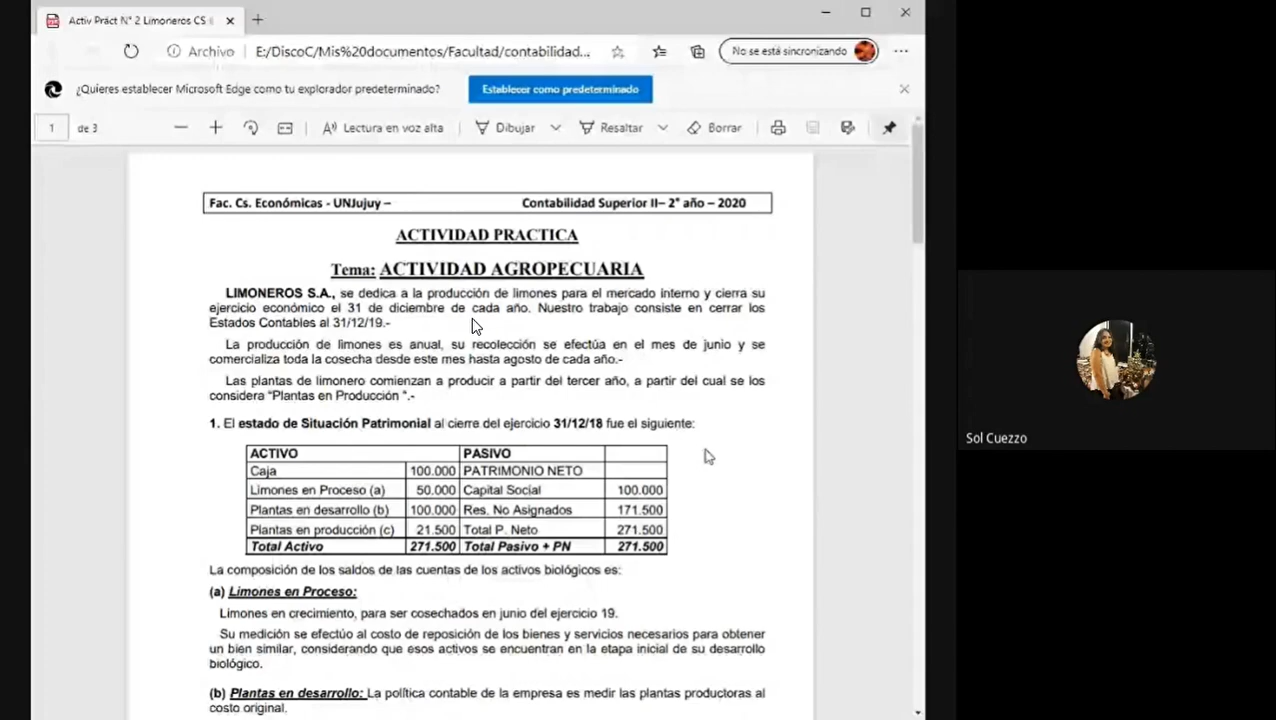 Activ Práct N° 2 Limoneros CS
Archivo E:/DiscoC/Mis%20documentos/Facultad/contabilidad... No se está sincronizando
¿Quieres establecer Microsoft Edge como tu explorador predeterminado? Establecer como predeterminado
1 de 3 Lectura en voz alta Dibujar Resaltar Borrar
Fac. Cs. Económicas - UNJujuy – Contabilidad Superior II– 2° año – 2020
ACTIVIDAD PRACTICA
Tema: ACTIVIDAD AGROPECUARIA
LIMONEROS S.A., se dedica a la producción de limones para el mercado interno y cierra su
ejercicio económico el 31 de diciembre de cada año. Nuestro trabajo consiste en cerrar los
Estados Contables al 31/12/19.-
La producción de limones es anual, su recolección se efectúa en el mes de junio y se
comercializa toda la cosecha desde este mes hasta agosto de cada año.-
Las plantas de limonero comienzan a producir a partir del tercer año, a partir del cual se los
considera “Plantas en Producción “.-
1. El estado de Situación Patrimonial al cierre del ejercicio 31/12/18 fue el siguiente:
ACTIVO PASIVO
Caja 100.000 PATRIMONIO NETO
Limones en Proceso (a) 50.000 Capital Social 100.000
Plantas en desarrollo (b) 100.000 Res. No Asignados 171.500
Plantas en producción (c) 21.500 Total P. Neto 271.500
Total Activo 271.500 Total Pasivo + PN 271.500
La composición de los saldos de las cuentas de los activos biológicos es:
(a) Limones en Proceso:
Limones en crecimiento, para ser cosechados en junio del ejercicio 19.
Su medición se efectúo al costo de reposición de los bienes y servicios necesarios para obtener
un bien similar, considerando que esos activos se encuentran en la etapa inicial de su desarrollo
biológico.
(b) Plantas en desarrollo: La política contable de la empresa es medir las plantas productoras al
costo original.
Sol Cuezzo